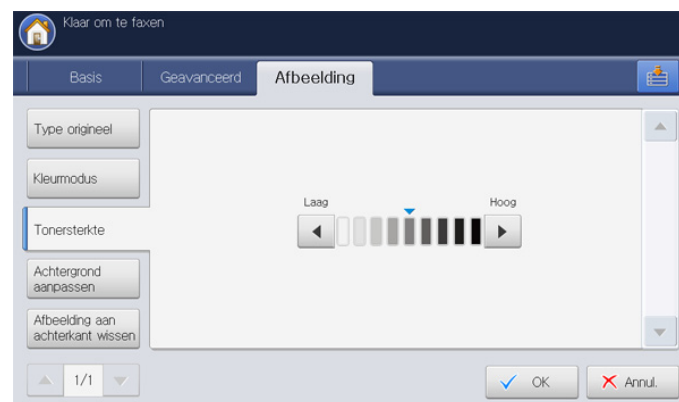 Klaar om te faxen
Basis
Geavanceerd
Afbeelding
Type origineel
Kleurmodus
Tonersterkte
Achtergrond
aanpassen
Afbeelding aan
achterkant wissen
Laag
Hoog
1/1
OK
Annul.